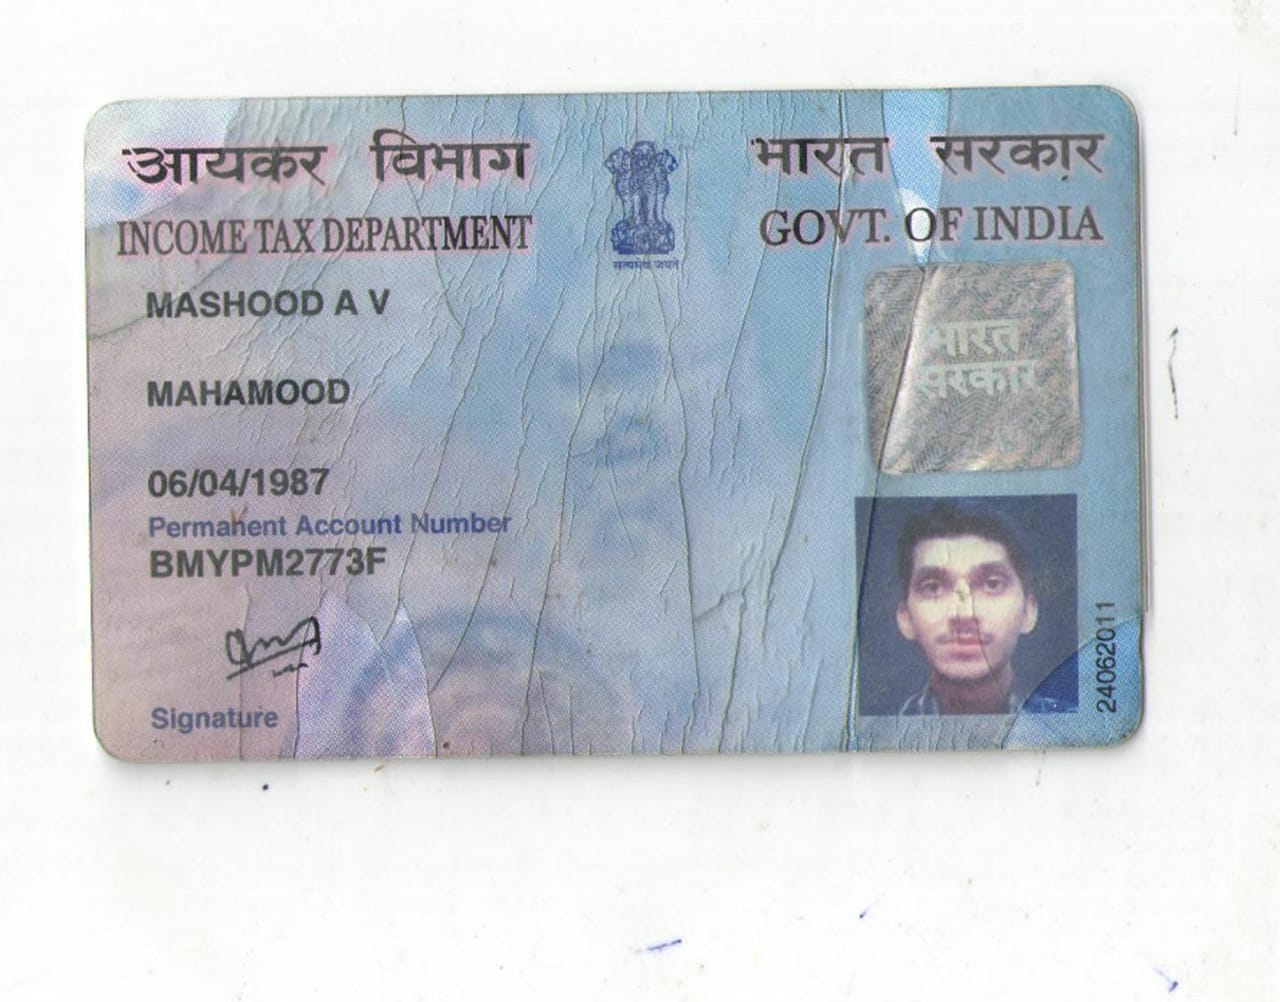 आयकर विभाग
INCOME TAX DEPARTMENT
भारत सरकार
GOVT. OF INDIA
सत्यमेव जयते
MASHOOD A V
MAHAMOOD
06/04/1987
Permanent Account Number
BMYPM2773F
Signature
भारत
सरकार
24062011